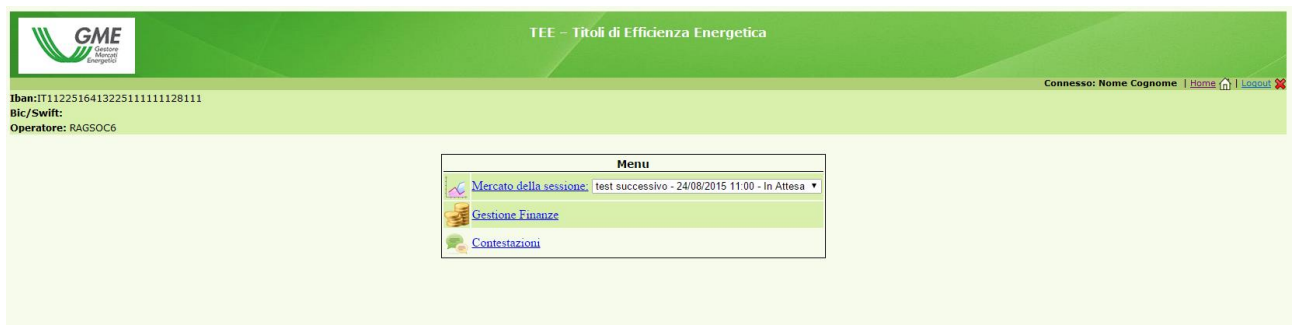 GME
Gestore
Mercati
Energetici
TEE – Titoli di Efficienza Energetica
Connesso: Nome Cognome | Home | Logout
Iban:IT1122516413225111111128111
Bic/Swift:
Operatore: RAGSOC6
Menu
Mercato della sessione: test successivo - 24/08/2015 11:00 - In Attesa
Gestione Finanze
Contestazioni